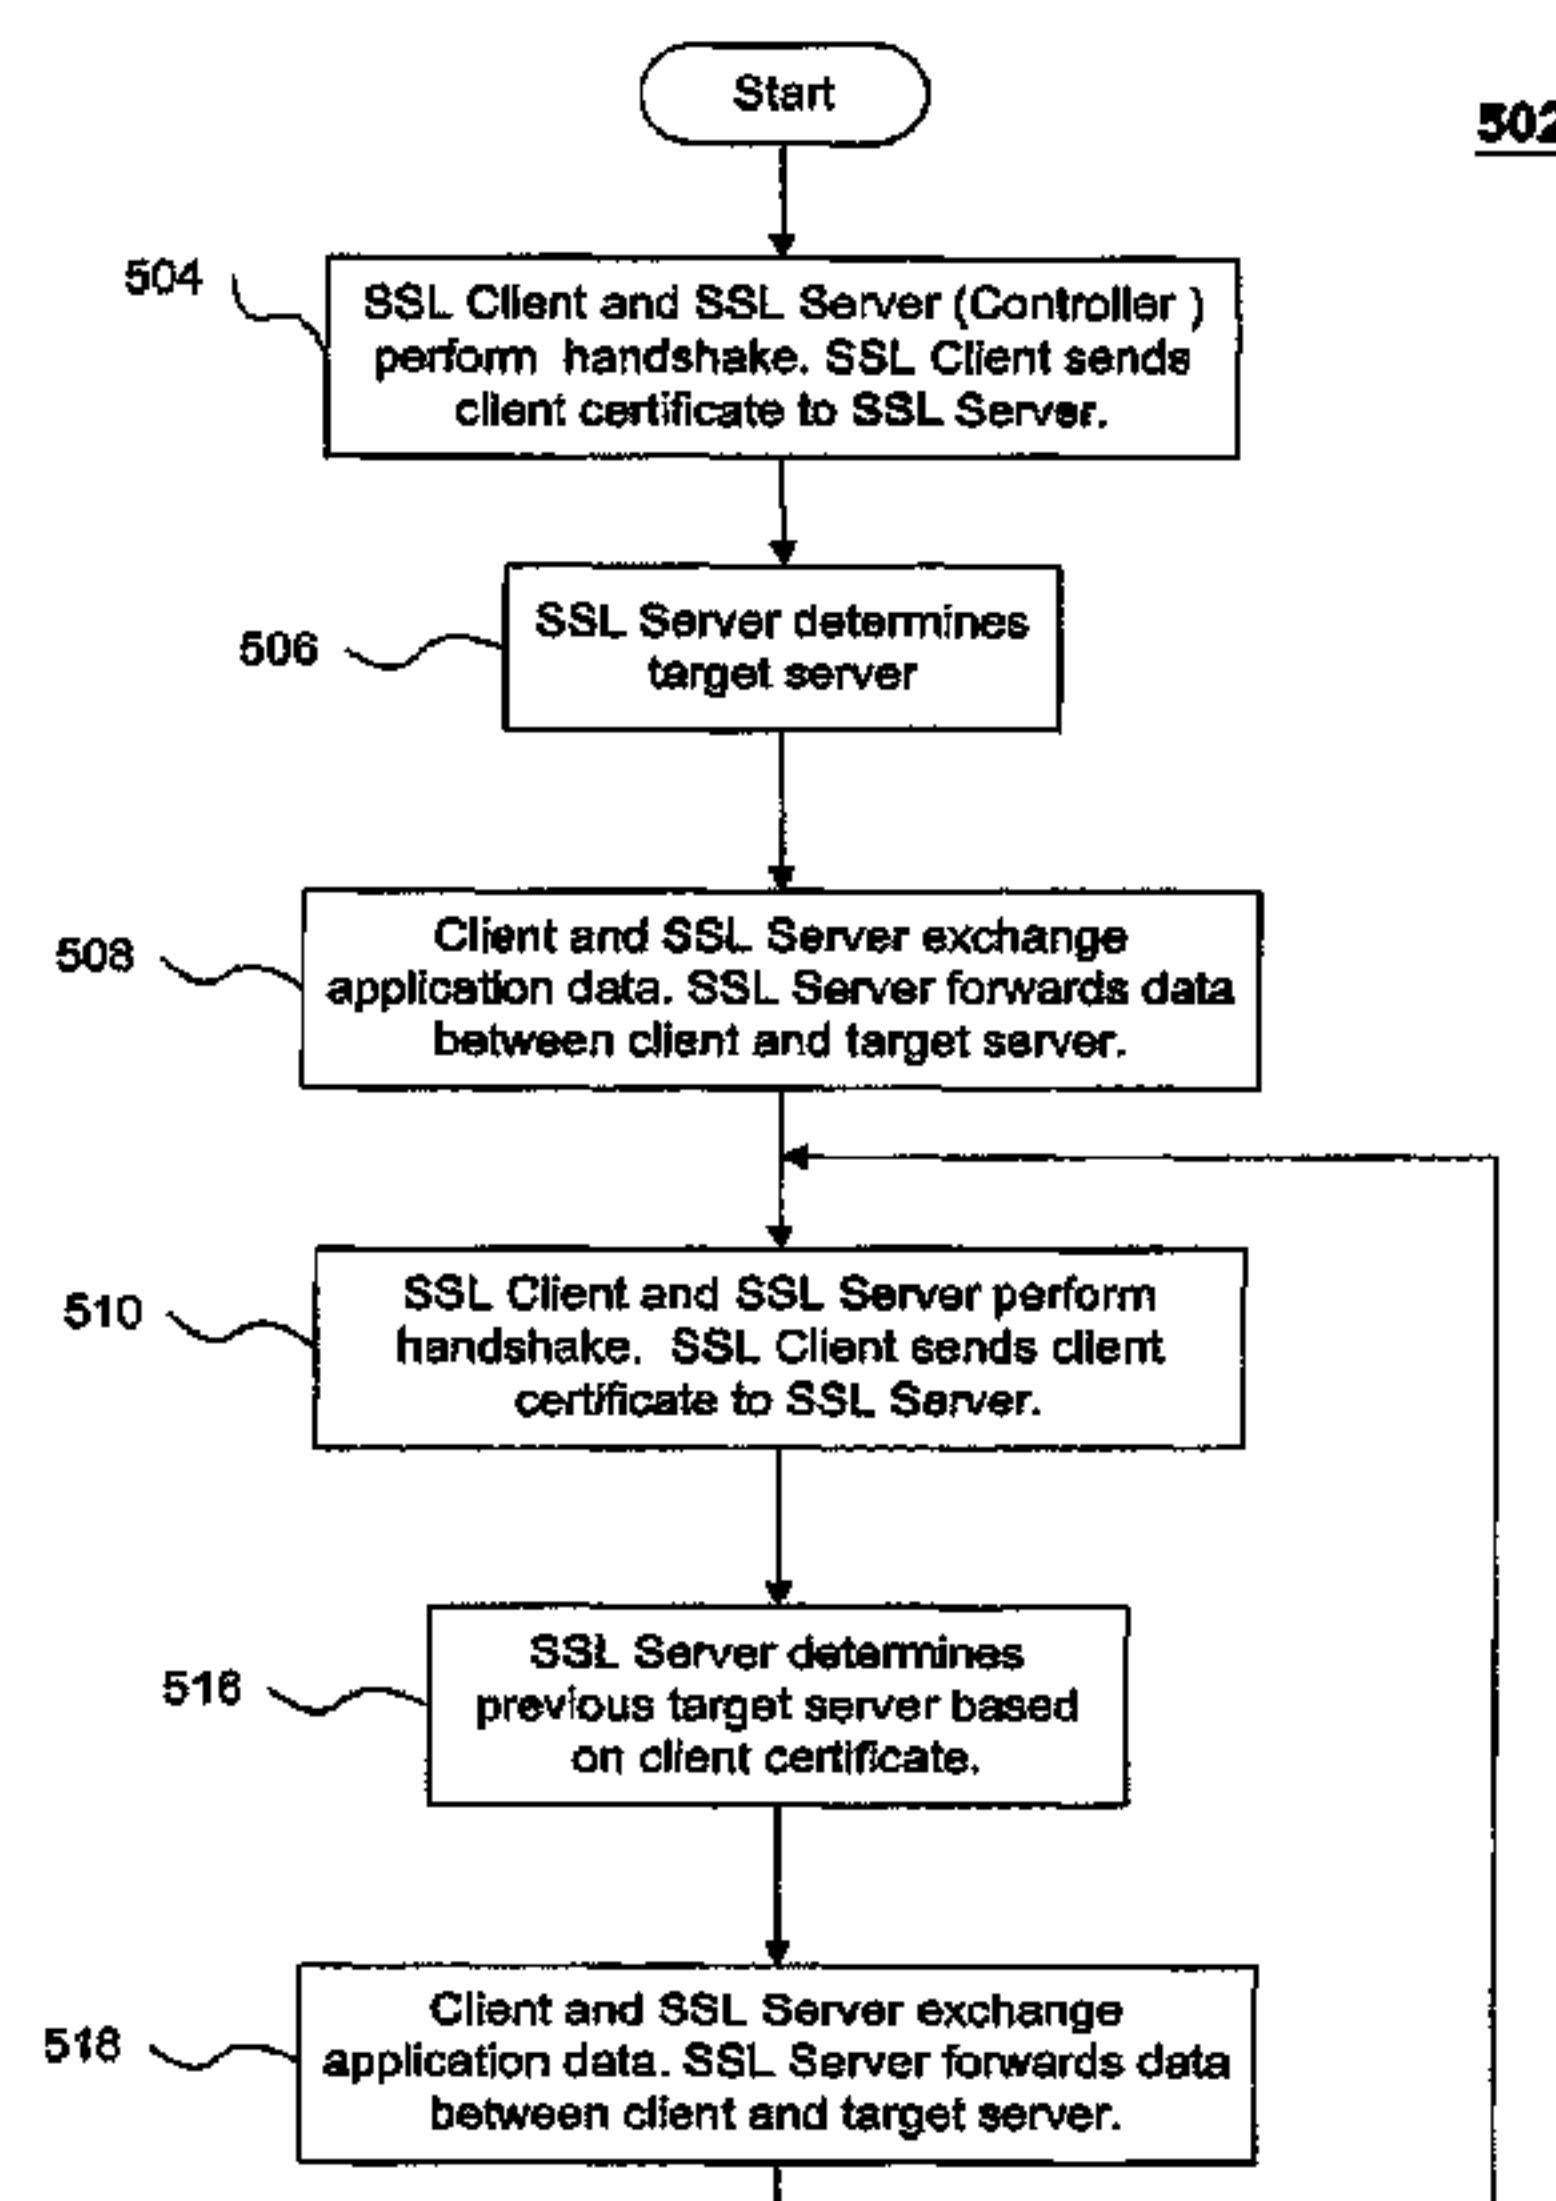 Start
502
504
SSL Client and SSL Server (Controller )
perform handshake. SSL Client sends
client certificate to SSL Server.
506
SSL Server determines
target server
508
Client and SSL Server exchange
application data. SSL Server forwards data
between client and target server.
510
SSL Client and SSL Server perform
handshake. SSL Client sends client
certificate to SSL Server.
516
SSL Server determines
previous target server based
on client certificate.
518
Client and SSL Server exchange
application data. SSL Server forwards data
between client and target server.